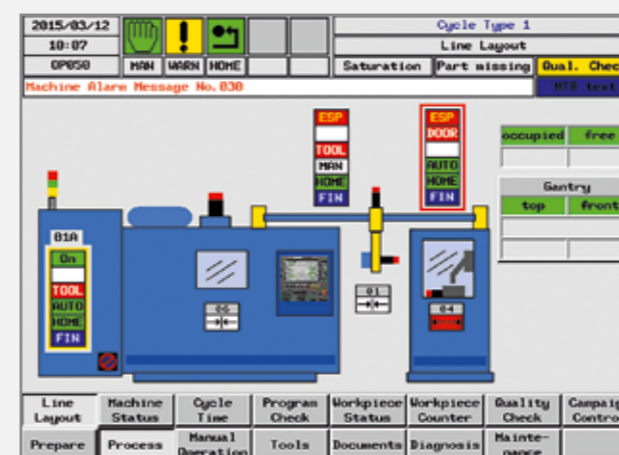 2015/03/12
Cycle Type 1
10:07
Line Layout
OP050
MAN
WARN
HOME
Saturation
Part missing
Qual. Chec
Machine Alarm Message No.030
MTB text
ESP
TOOL
MAN
HOME
FIN
ESP
DOOR
AUTO
HOME
FIN
occupied
free
Gantry
top
front
01A
On
TOOL
AUTO
HOME
FIN
06
01
04
Line Layout
Machine Status
Cycle Time
Program Check
Workpiece Status
Workpiece Counter
Quality Check
Campaig
Contro
Prepare
Process
Manual Operation
Tools
Documents
Diagnosis
Mainte-
nance